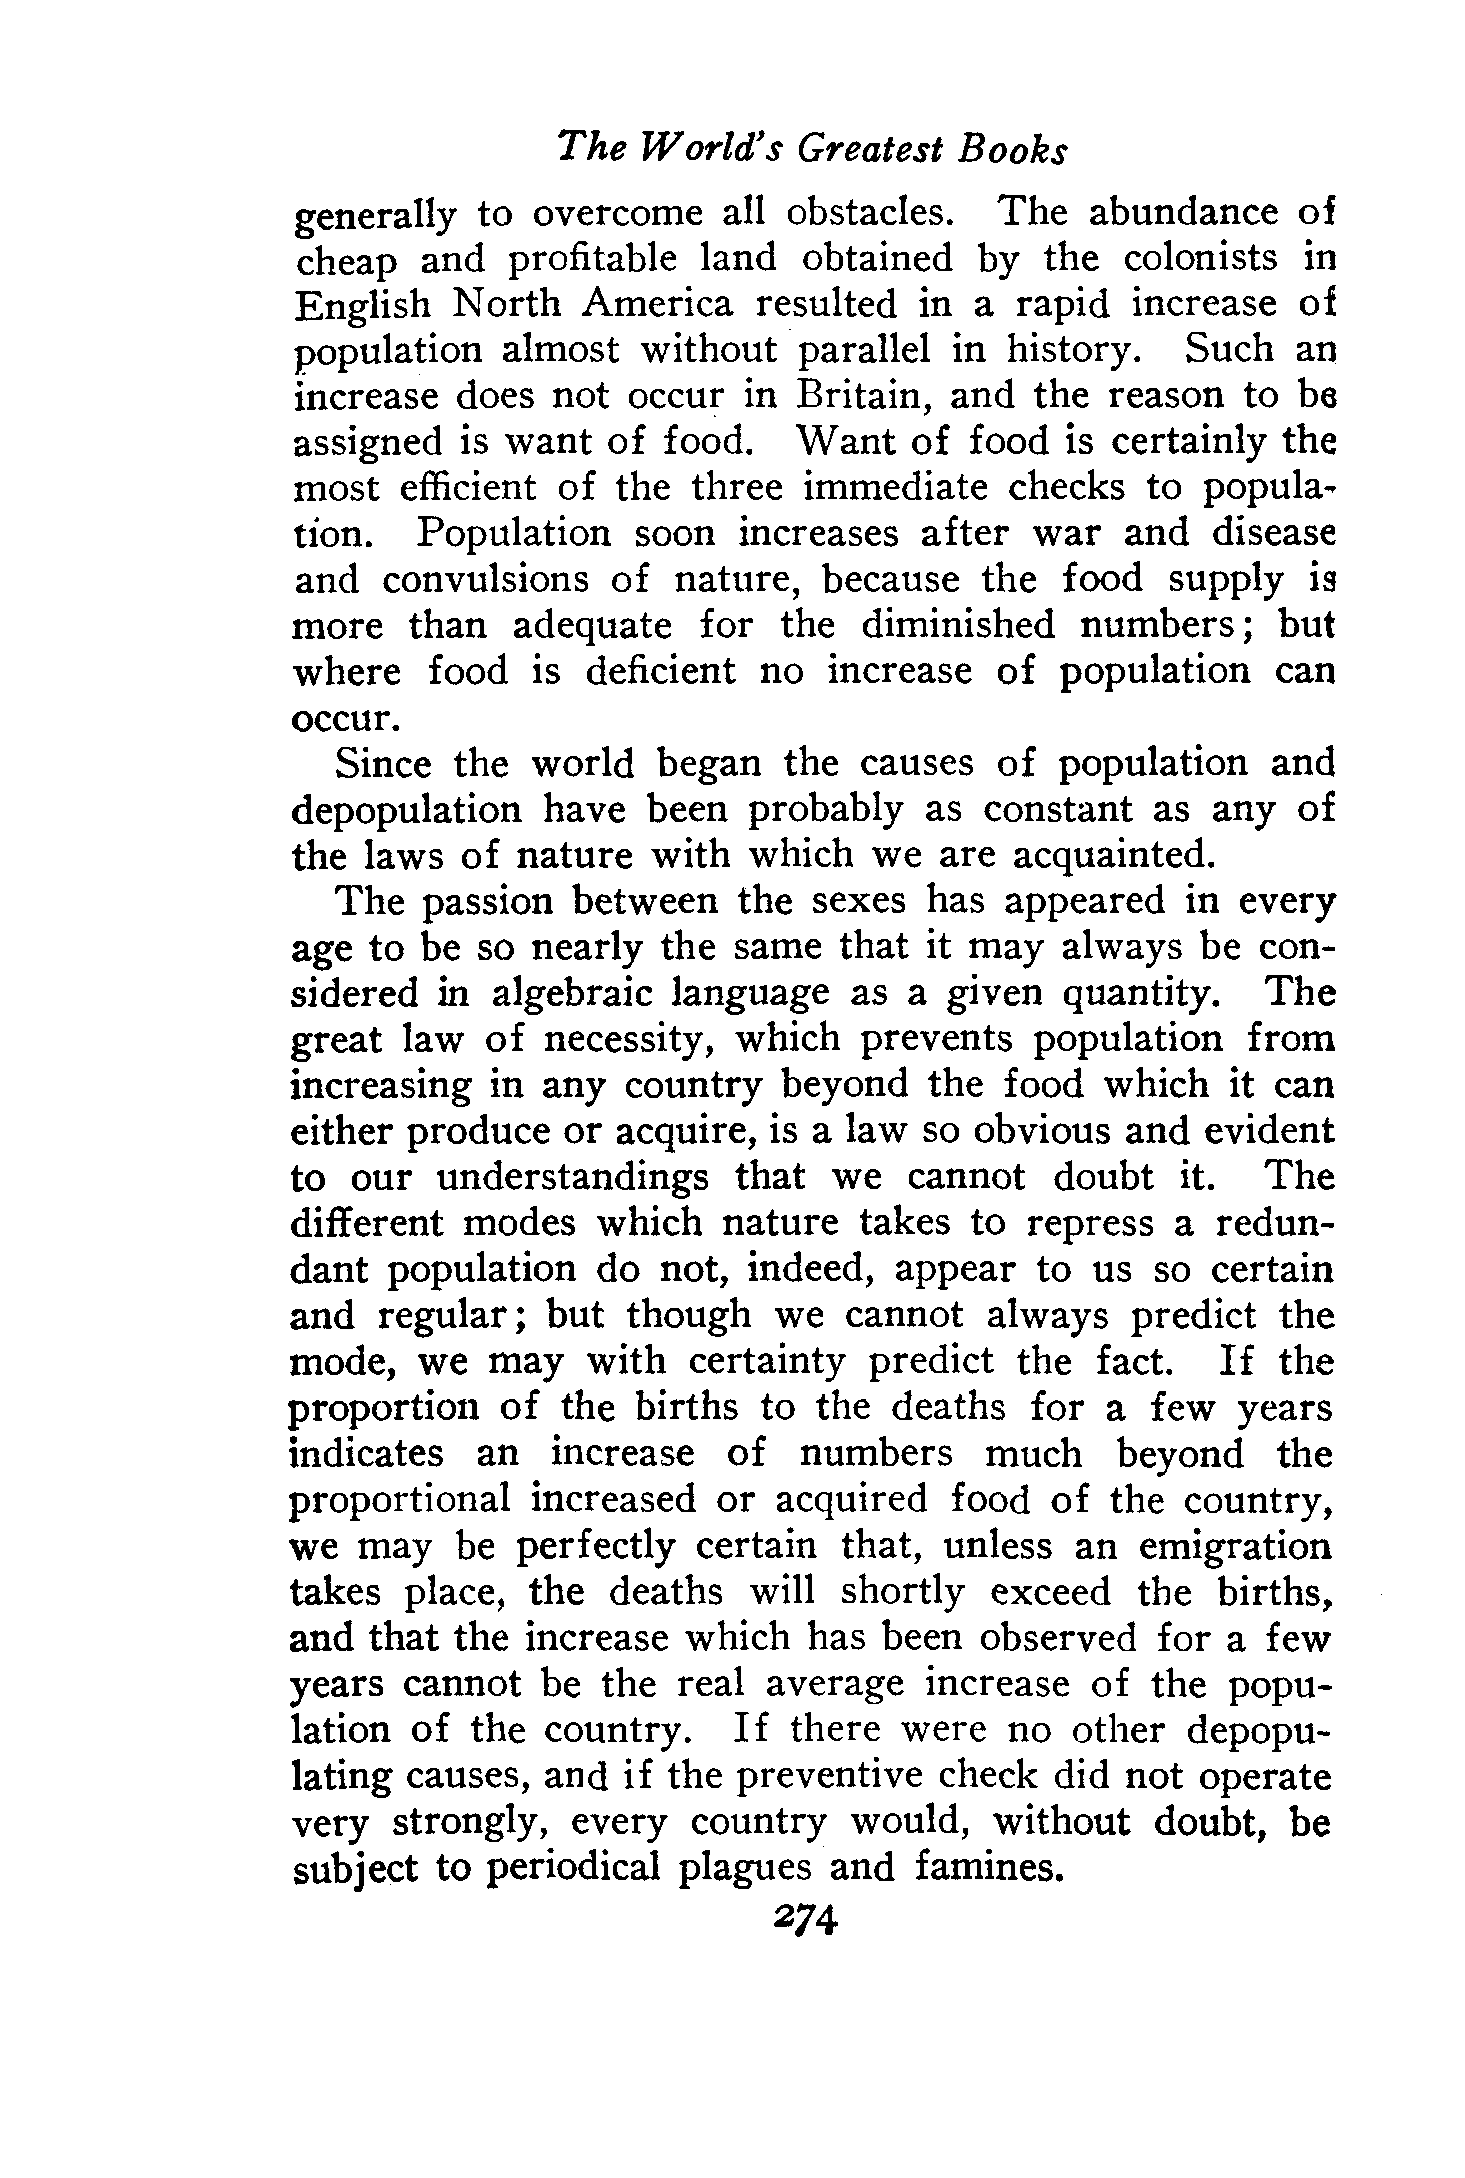 The World's Greatest Books
generally to overcome all obstacles. The abundance of
cheap and profitable land obtained by the colonists in
English North America resulted in a rapid increase of
population almost without parallel in history. Such an
increase does not occur in Britain, and the reason to be
assigned is want of food. Want of food is certainly the
most efficient of the three immediate checks to popula-
tion. Population soon increases after war and disease
and convulsions of nature, because the food supply is
more than adequate for the diminished numbers; but
where food is deficient no increase of population can
occur.
Since the world began the causes of population and
depopulation have been probably as constant as any of
the laws of nature with which we are acquainted.
The passion between the sexes has appeared in every
age to be so nearly the same that it may always be con-
sidered in algebraic language as a given quantity. The
great law of necessity, which prevents population from
increasing in any country beyond the food which it can
either produce or acquire, is a law so obvious and evident
to our understandings that we cannot doubt it. The
different modes which nature takes to repress a redun-
dant population do not, indeed, appear to us so certain
and regular; but though we cannot always predict the
mode, we may with certainty predict the fact. If the
proportion of the births to the deaths for a few years
indicates an increase of numbers much beyond the
proportional increased or acquired food of the country,
we may be perfectly certain that, unless an emigration
takes place, the deaths will shortly exceed the births,
and that the increase which has been observed for a few
years cannot be the real average increase of the popu-
lation of the country. If there were no other depopu-
lating causes, and if the preventive check did not operate
very strongly, every country would, without doubt, be
subject to periodical plagues and famines.
274